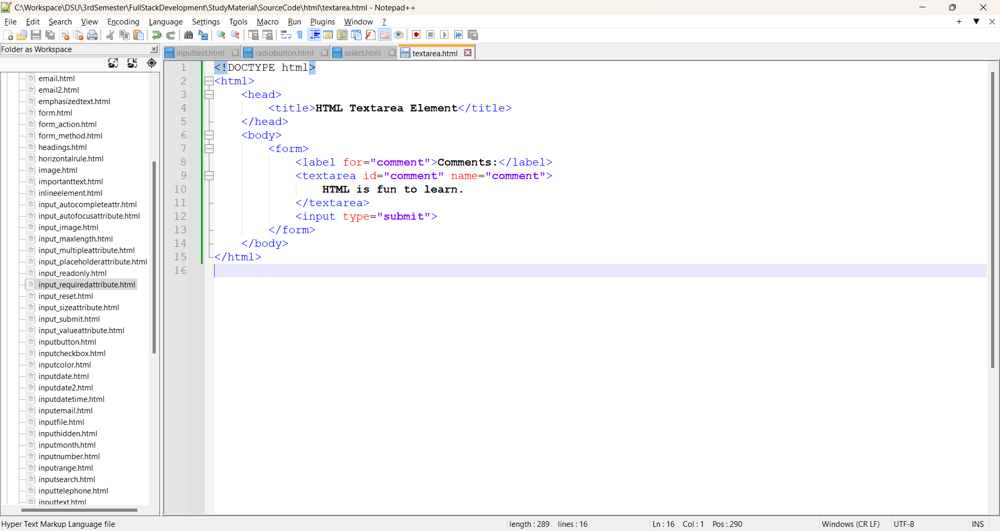 C:\Workspace\DSU\3rdSemester\FullStackDevelopment\StudyMaterial\SourceCode\html\textarea.html - Notepad++
File Edit Search View Encoding Language Settings Tools Macro Run Plugins Window ?
Folder as Workspace
inputtext.html radiobutton.html select.html textarea.html
email.html
email2.html
emphasizedtext.html
form.html
form_action.html
form_method.html
headings.html
horizontalrule.html
image.html
importanttext.html
inlineelement.html
input_autocompleteattr.html
input_autofocusattribute.html
input_image.html
input_maxlength.html
input_multipleattribute.html
input_placeholderattribute.html
input_readonly.html
input_requiredattribute.html
input_reset.html
input_sizeattribute.html
input_submit.html
input_valueattribute.html
inputbutton.html
inputcheckbox.html
inputcolor.html
inputdate.html
inputdate2.html
inputdatetime.html
inputemail.html
inputfile.html
inputhidden.html
inputmonth.html
inputnumber.html
inputrange.html
inputsearch.html
inputtelephone.html
inputtext.html
1 <!DOCTYPE html>
2 <html>
3 <head>
4 <title>HTML Textarea Element</title>
5 </head>
6 <body>
7 <form>
8 <label for="comment">Comments:</label>
9 <textarea id="comment" name="comment">
10 HTML is fun to learn.
11 </textarea>
12 <input type="submit">
13 </form>
14 </body>
15 </html>
16
Hyper Text Markup Language file length : 289 lines : 16 Ln : 16 Col : 1 Pos : 290 Windows (CR LF) UTF-8 INS